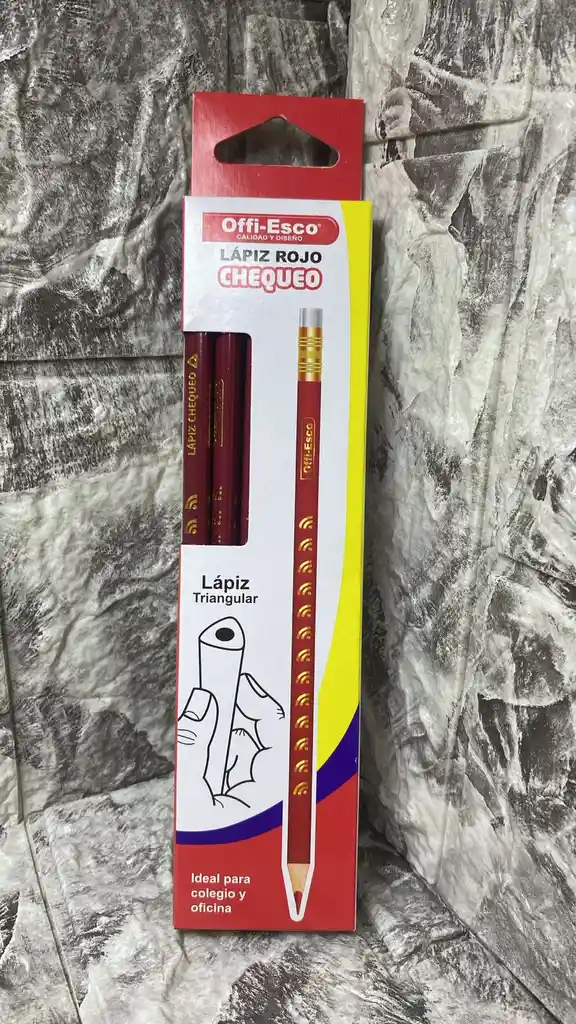 Offi-Esco®
CALIDAD Y DISEÑO
LÁPIZ ROJO
CHEQUEO
LÁPIZ CHEQUEO
Offi-Esco
Lápiz
Triangular
Ideal para
colegio y
oficina